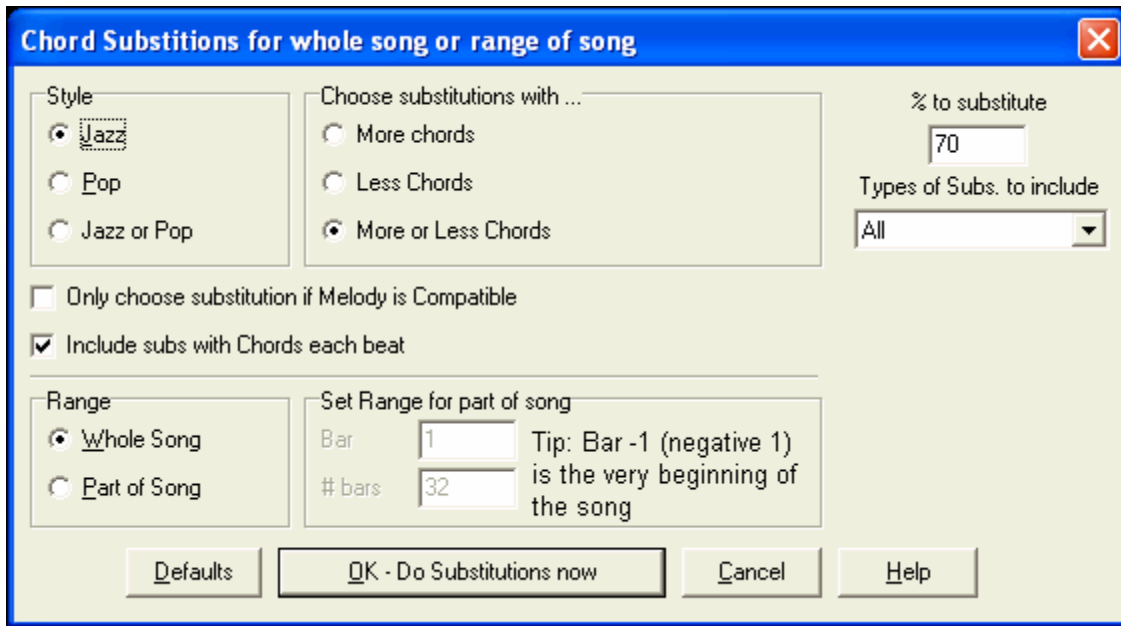 Chord Substitions for whole song or range of song
Style
Jazz
Pop
Jazz or Pop
Choose substitutions with ...
More chords
Less Chords
More or Less Chords
% to substitute
70
Types of Subs. to include
All
Only choose substitution if Melody is Compatible
Include subs with Chords each beat
Range
Whole Song
Part of Song
Set Range for part of song
Bar 1
# bars 32
Tip: Bar -1 (negative 1)
is the very beginning of
the song
Defaults
OK - Do Substitutions now
Cancel
Help